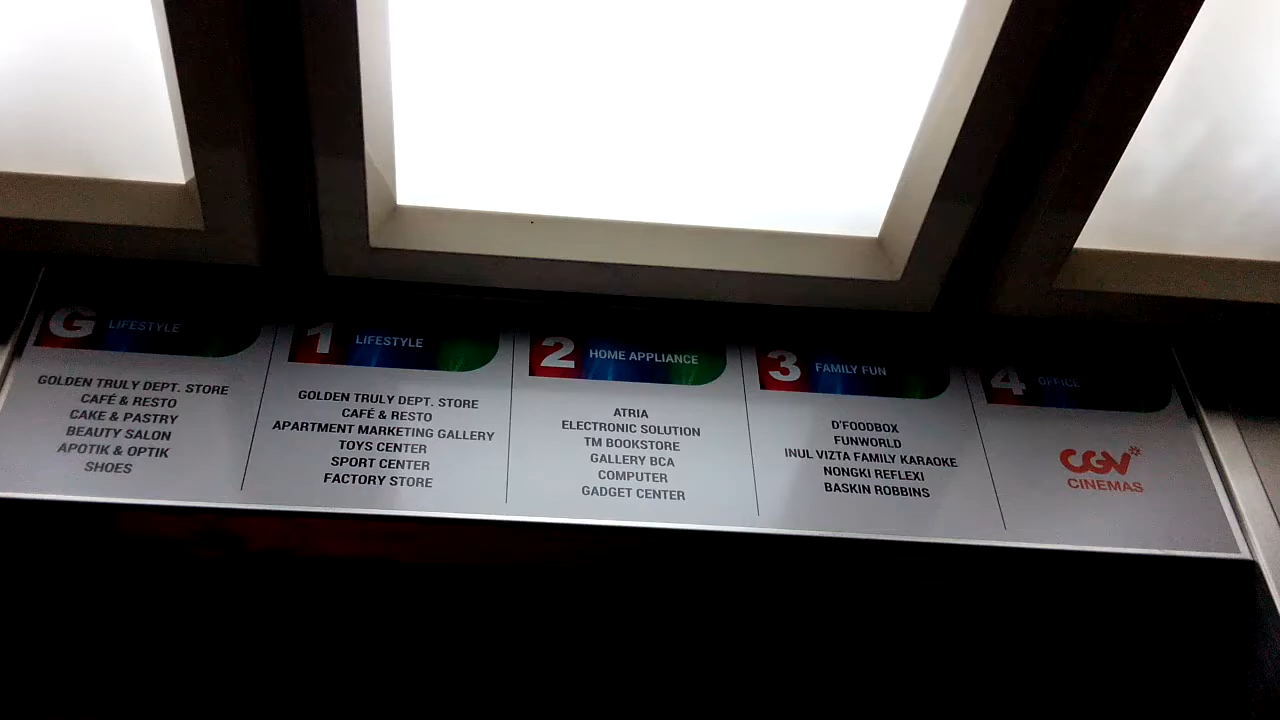 G LIFESTYLE
GOLDEN TRULY DEPT. STORE
CAFÉ & RESTO
CAKE & PASTRY
BEAUTY SALON
APOTIK & OPTIK
SHOES
1 LIFESTYLE
GOLDEN TRULY DEPT. STORE
CAFÉ & RESTO
APARTMENT MARKETING GALLERY
TOYS CENTER
SPORT CENTER
FACTORY STORE
2 HOME APPLIANCE
ATRIA
ELECTRONIC SOLUTION
TM BOOKSTORE
GALLERY BCA
COMPUTER
GADGET CENTER
3 FAMILY FUN
D'FOODBOX
FUNWORLD
INUL VIZTA FAMILY KARAOKE
NONGKI REFLEXI
BASKIN ROBBINS
4 OFFICE
CGV
CINEMAS